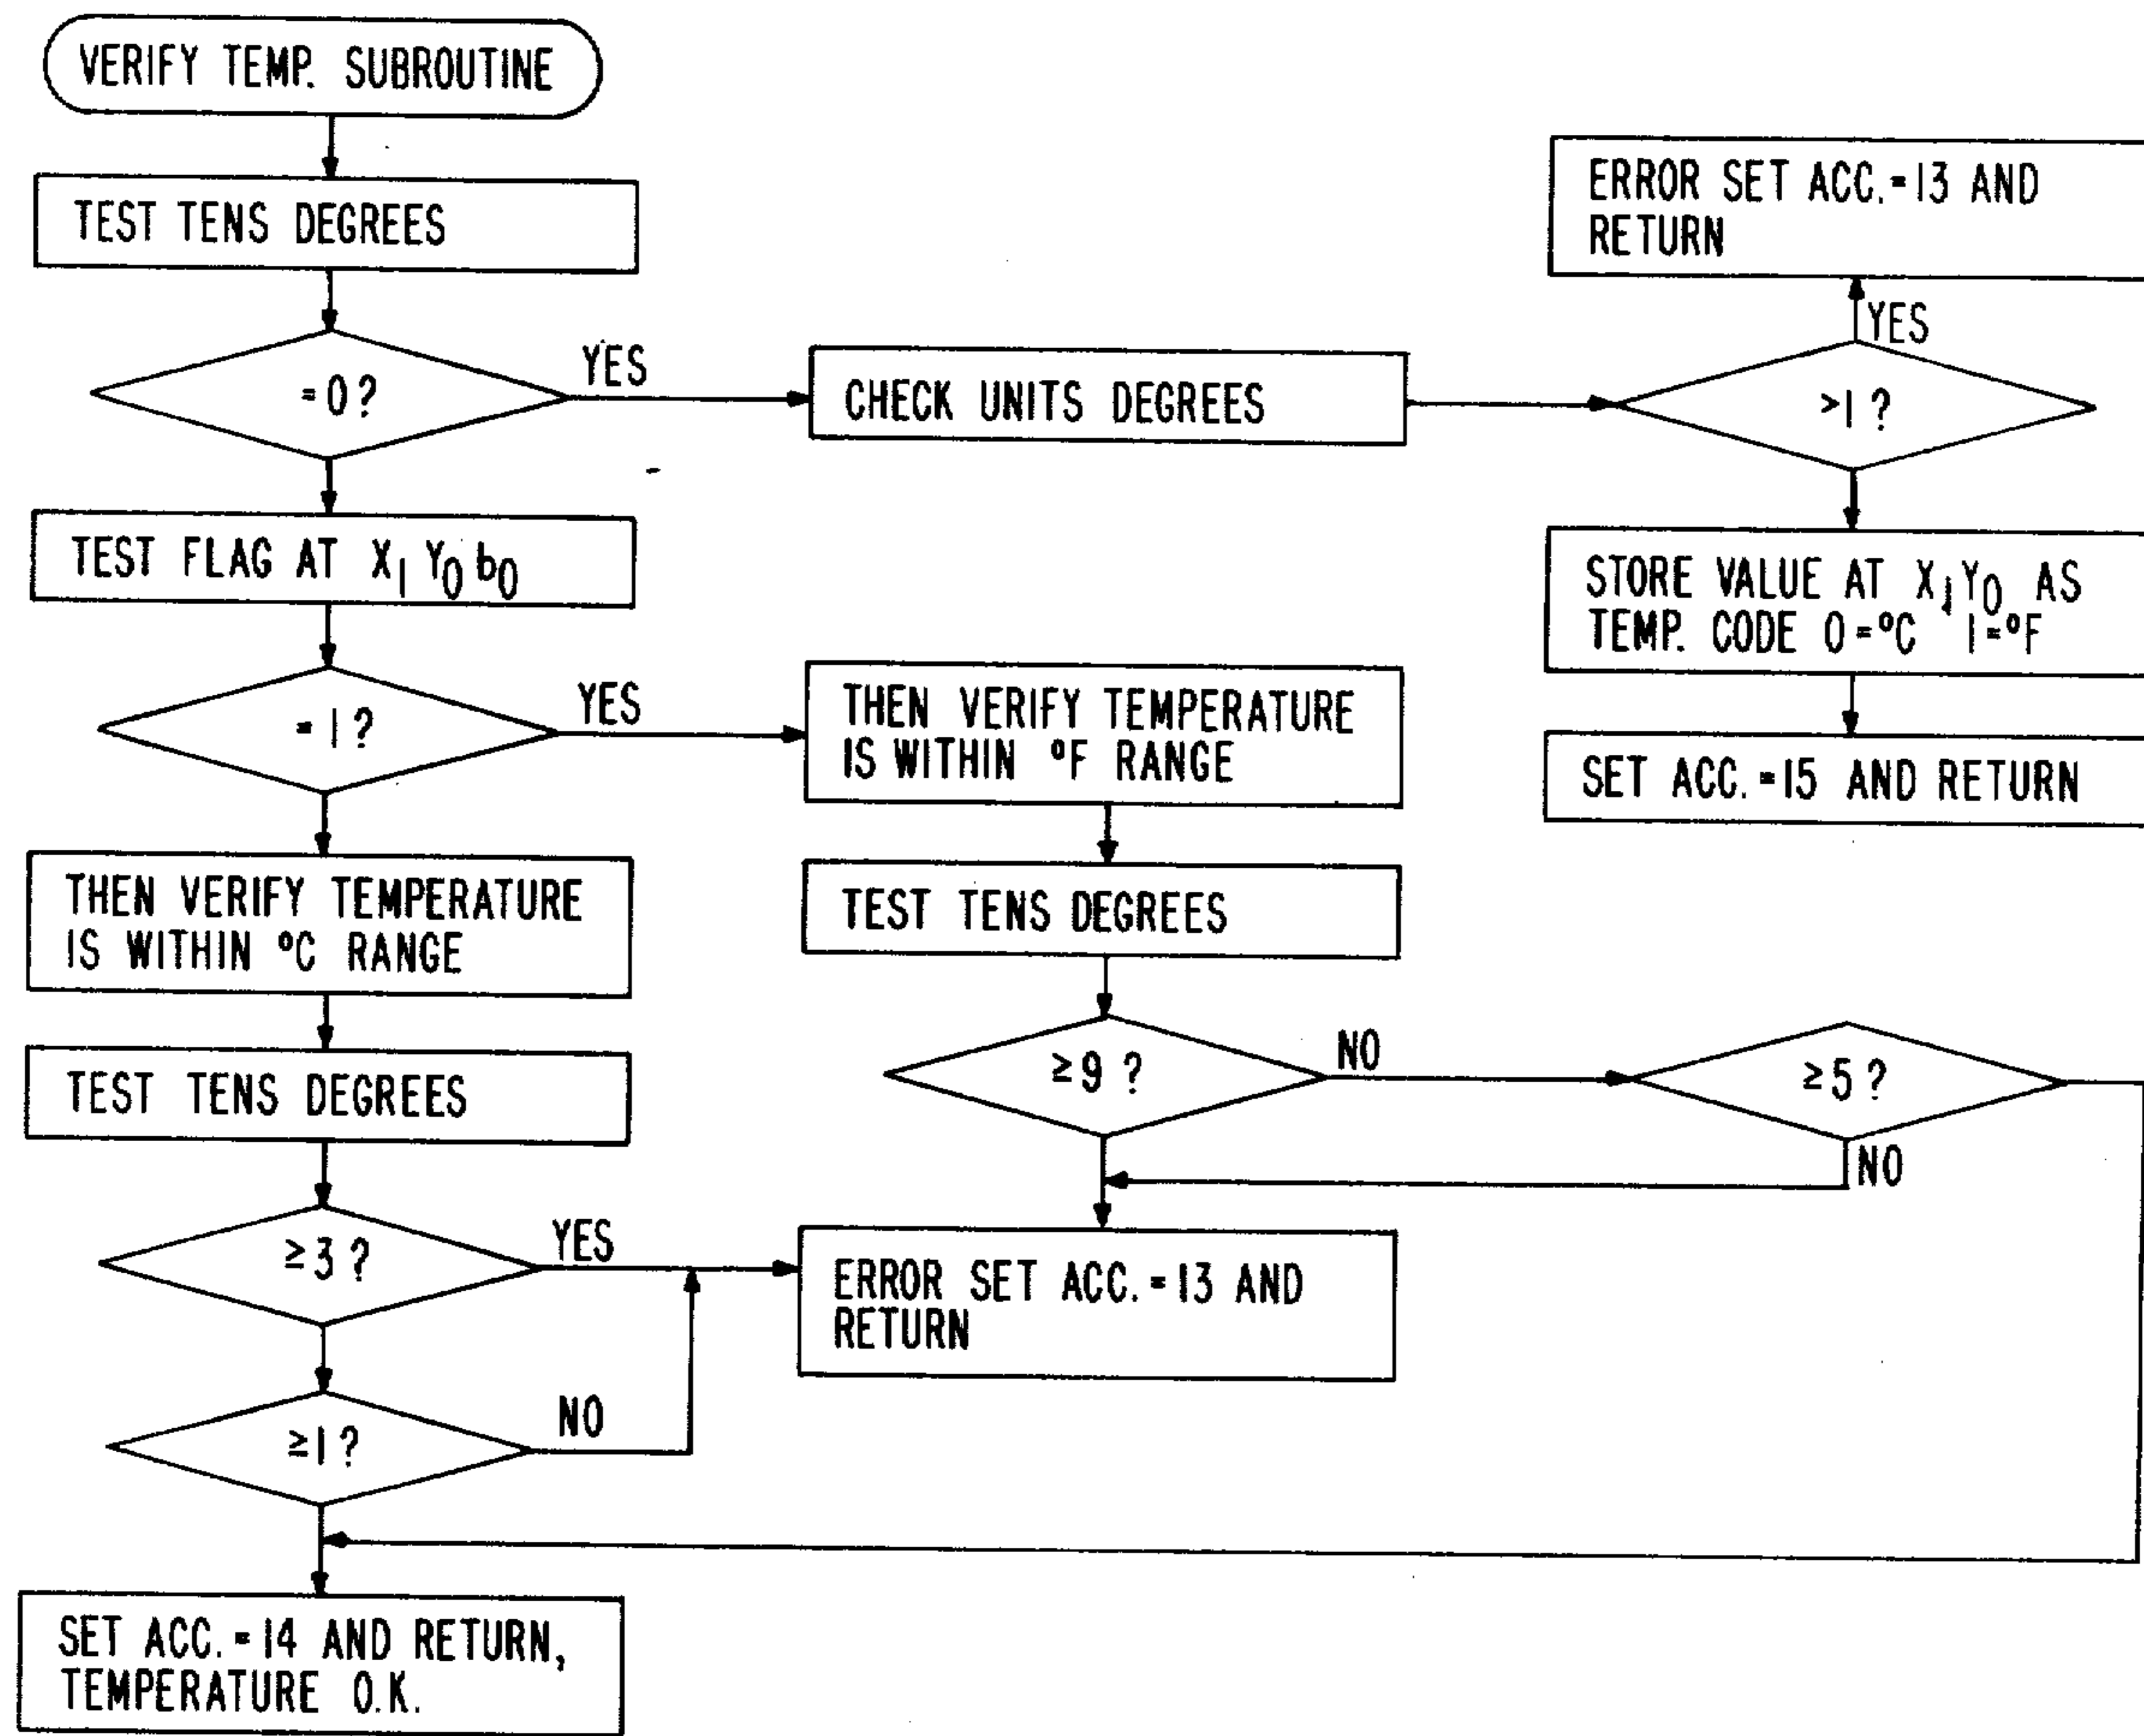 VERIFY TEMP. SUBROUTINE
TEST TENS DEGREES
=0?
YES
CHECK UNITS DEGREES
>1?
YES
ERROR SET ACC.=13 AND
RETURN
STORE VALUE AT X1Y0 AS
TEMP. CODE 0=°C 1=°F
SET ACC.=15 AND RETURN
TEST FLAG AT X1 Y0 b0
=1?
YES
THEN VERIFY TEMPERATURE
IS WITHIN °F RANGE
TEST TENS DEGREES
≥9?
NO
≥5?
NO
THEN VERIFY TEMPERATURE
IS WITHIN °C RANGE
TEST TENS DEGREES
≥3?
YES
ERROR SET ACC.=13 AND
RETURN
≥1?
NO
SET ACC.=14 AND RETURN,
TEMPERATURE O.K.